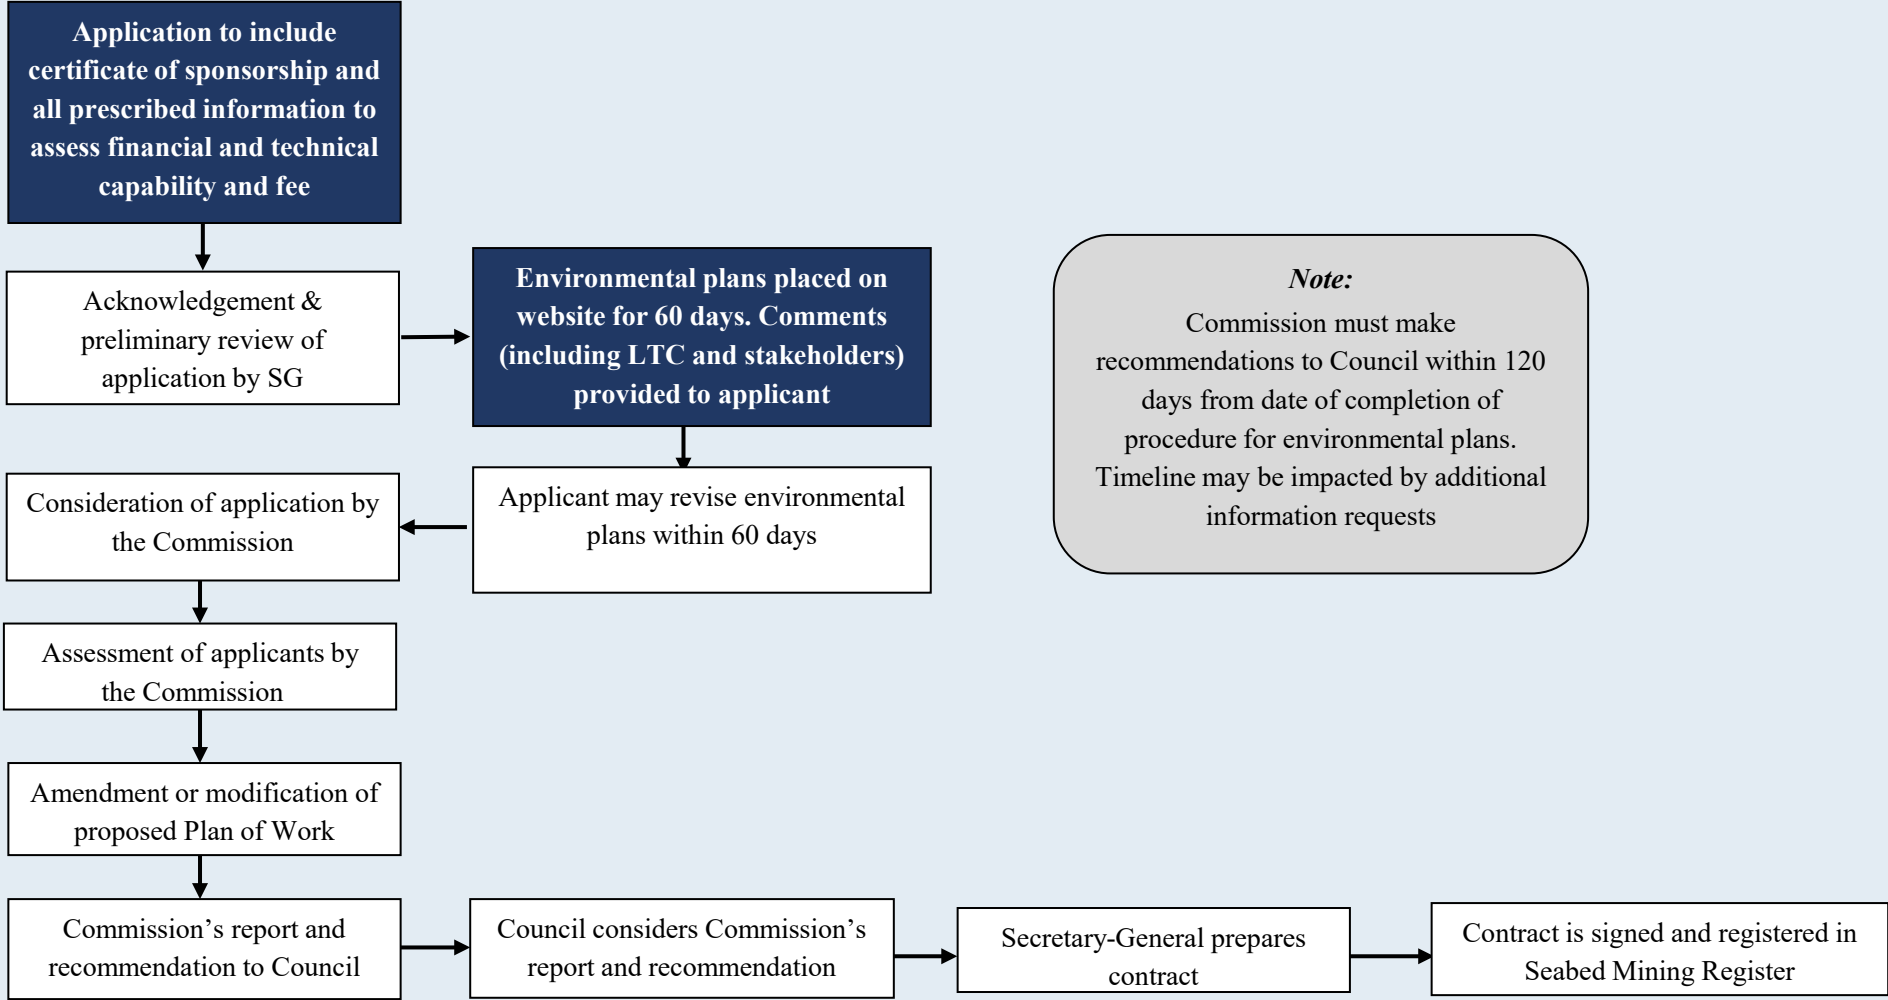 Application to include
certificate of sponsorship and
all prescribed information to
assess financial and technical
capability and fee
Acknowledgement &
preliminary review of
application by SG
Environmental plans placed on
website for 60 days. Comments
(including LTC and stakeholders)
provided to applicant
Note:
Commission must make
recommendations to Council within 120
days from date of completion of
procedure for environmental plans.
Timeline may be impacted by additional
information requests
Applicant may revise environmental
plans within 60 days
Consideration of application by
the Commission
Assessment of applicants by
the Commission
Amendment or modification of
proposed Plan of Work
Commission’s report and
recommendation to Council
Council considers Commission’s
report and recommendation
Secretary-General prepares
contract
Contract is signed and registered in
Seabed Mining Register